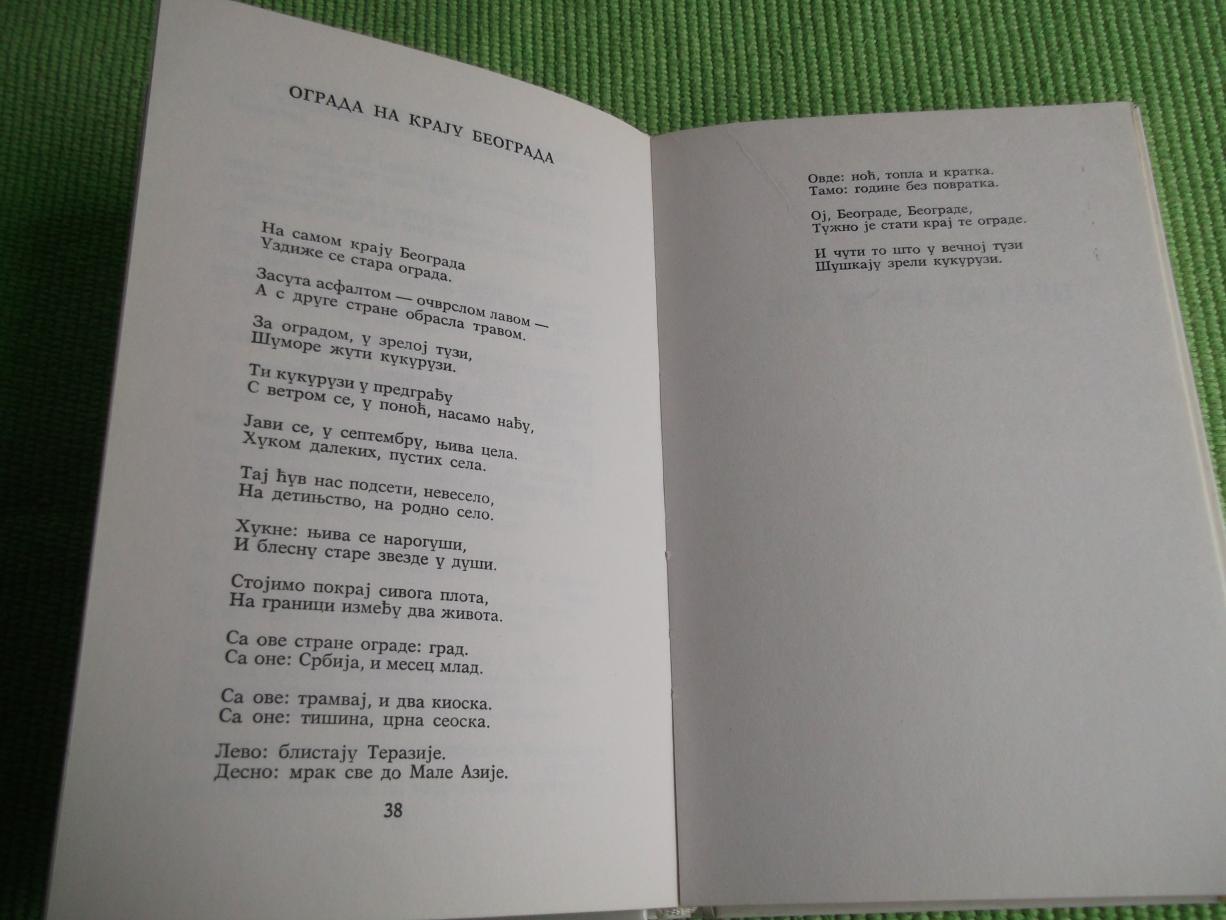 ОГРАДА НА КРАЈУ БЕОГРАДА
На самом крају Београда
Уздиже се стара ограда.
Засута асфалтом — очврслом лавом —
А с друге стране обрасла травом.
За оградом, у зрелој тузи,
Шуморе жути кукурузи.
Ти кукурузи у предграђу
С ветром се, у поноћ, насамо нађу,
Јави се, у септембру, њива цела.
Хуком далеких, пустих села.
Тај ћув нас подсети, невесело,
На детињство, на родно село.
Хукне: њива се нарогуши,
И блесну старе звезде у души.
Стојимо покрај сивога плота,
На граници између два живота.
Са ове стране ограде: град.
Са оне: Србија, и месец млад.
Са ове: трамвај, и два киоска.
Са оне: тишина, црна сеоска.
Лево: блистају Теразије.
Десно: мрак све до Мале Азије.
38
Овде: ноћ, топла и кратка.
Тамо: године без повратка.
Ој, Београде, Београде,
Тужно је стати крај те ограде.
И чути то што у вечној тузи
Шушкају зрели кукурузи.